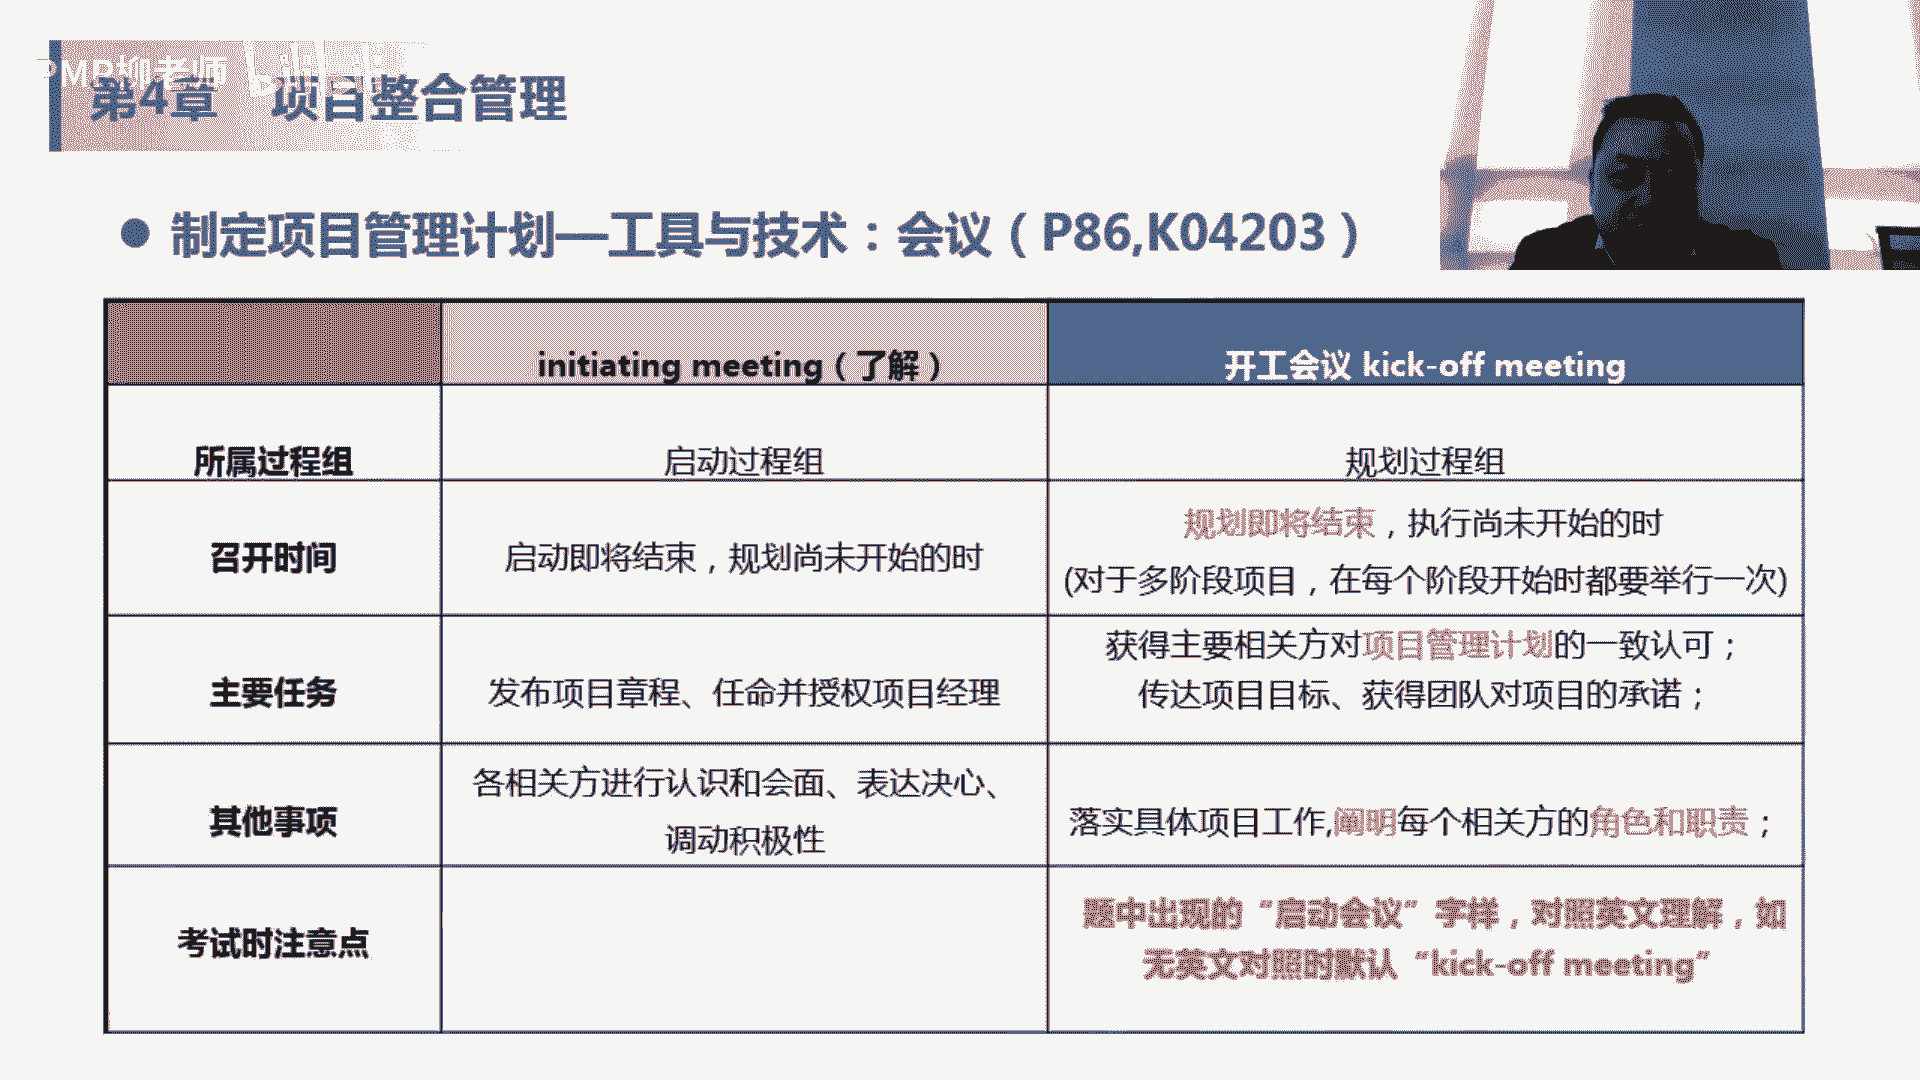 PMP柳老师
第4章 项目整合管理
制定项目管理计划—工具与技术：会议（P86,K04203）
initiating meeting（了解） 开工会议 kick-off meeting
所属过程组 启动过程组 规划过程组
召开时间 启动即将结束，规划尚未开始的时 规划即将结束，执行尚未开始的时
(对于多阶段项目，在每个阶段开始时都要举行一次)
主要任务 发布项目章程、任命并授权项目经理 获得主要相关方对项目管理计划的一致认可；
传达项目目标、获得团队对项目的承诺；
其他事项 各相关方进行认识和会面、表达决心、
调动积极性 落实具体项目工作,阐明每个相关方的角色和职责；
考试时注意点 题中出现的“启动会议”字样，对照英文理解，如
无英文对照时默认“kick-off meeting”